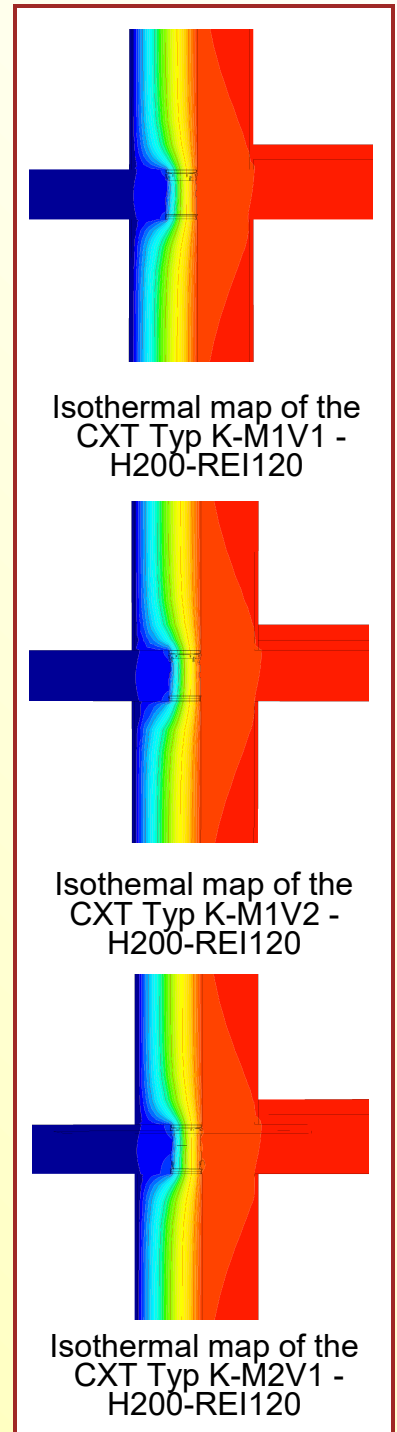 Isothermal map of the
CXT Typ K-M1V1 -
H200-REI120
Isothemal map of the
CXT Typ K-M1V2 -
H200-REI120
Isothermal map of the
CXT Typ K-M2V1 -
H200-REI120